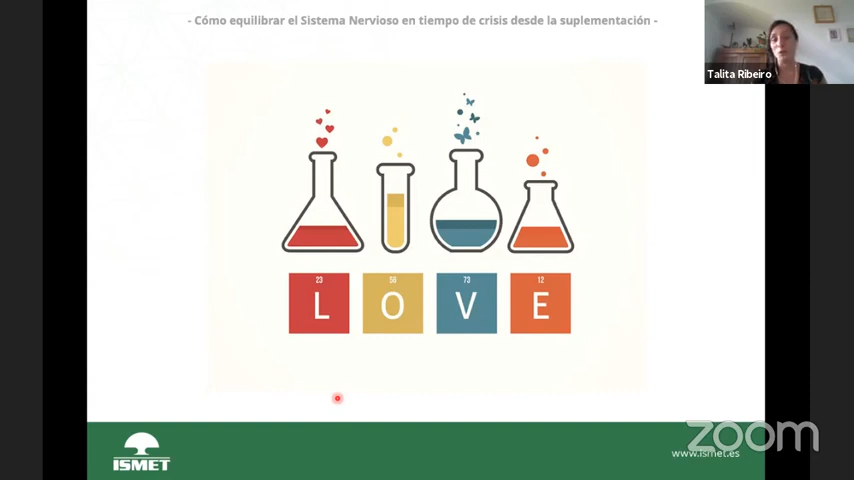 - Cómo equilibrar el Sistema Nervioso en tiempo de crisis desde la suplementación -
Talita Ribeiro
23 56 73 12
L O V E
zoom
ISMET
www.ismet.es